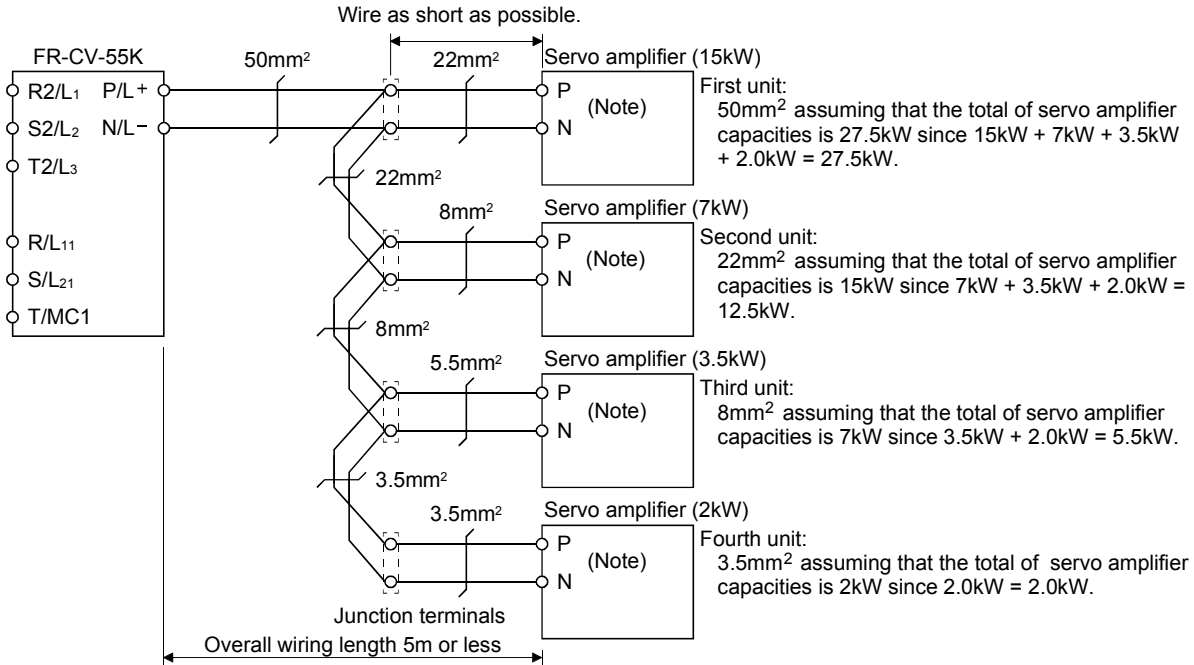 Wire as short as possible.
FR-CV-55K
50mm²
22mm²
Servo amplifier (15kW)
R2/L₁ P/L+
S2/L₂ N/L−
T2/L₃
R/L₁₁
S/L₂₁
T/MC1
P
(Note)
N
First unit:
50mm² assuming that the total of servo amplifier
capacities is 27.5kW since 15kW + 7kW + 3.5kW
+ 2.0kW = 27.5kW.
22mm²
8mm²
Servo amplifier (7kW)
P
(Note)
N
Second unit:
22mm² assuming that the total of servo amplifier
capacities is 15kW since 7kW + 3.5kW + 2.0kW =
12.5kW.
8mm²
5.5mm²
Servo amplifier (3.5kW)
P
(Note)
N
Third unit:
8mm² assuming that the total of servo amplifier
capacities is 7kW since 3.5kW + 2.0kW = 5.5kW.
3.5mm²
3.5mm²
Servo amplifier (2kW)
P
(Note)
N
Fourth unit:
3.5mm² assuming that the total of servo amplifier
capacities is 2kW since 2.0kW = 2.0kW.
Junction terminals
Overall wiring length 5m or less